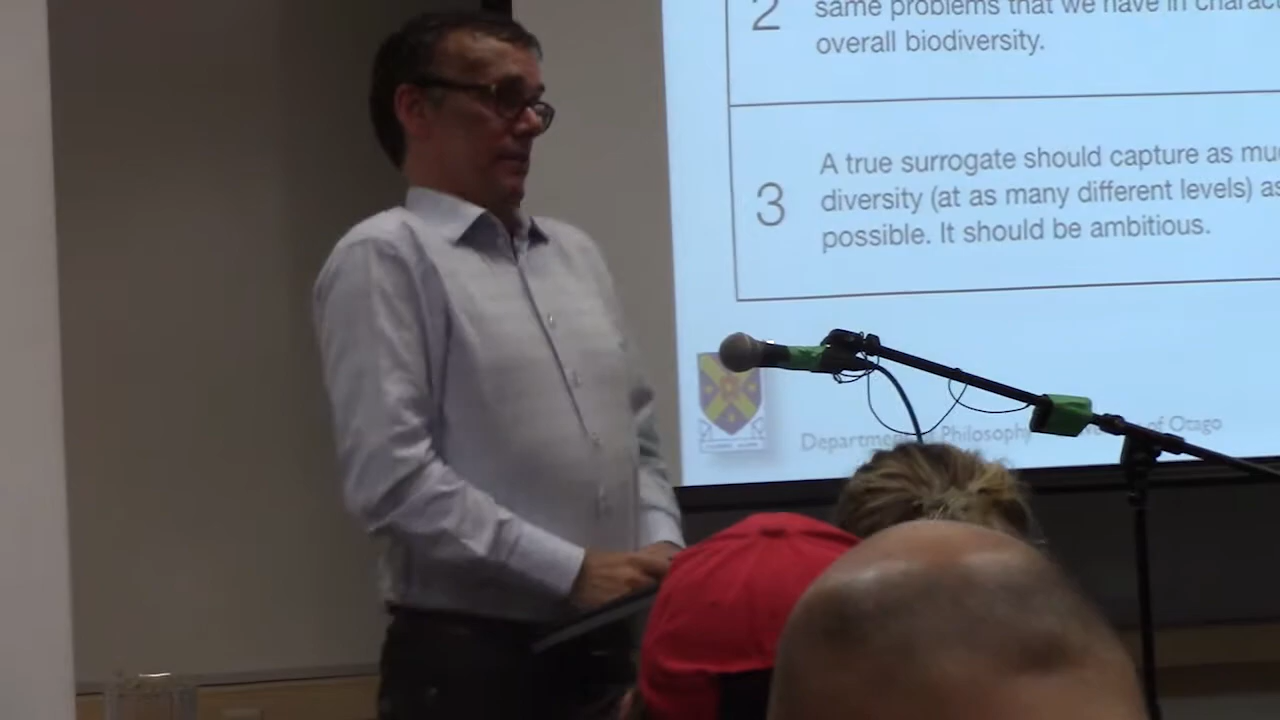 2
same problems that we have in charact
overall biodiversity.
3
A true surrogate should capture as mu
diversity (at as many different levels) as
possible. It should be ambitious.
Department Philosophy of Otago